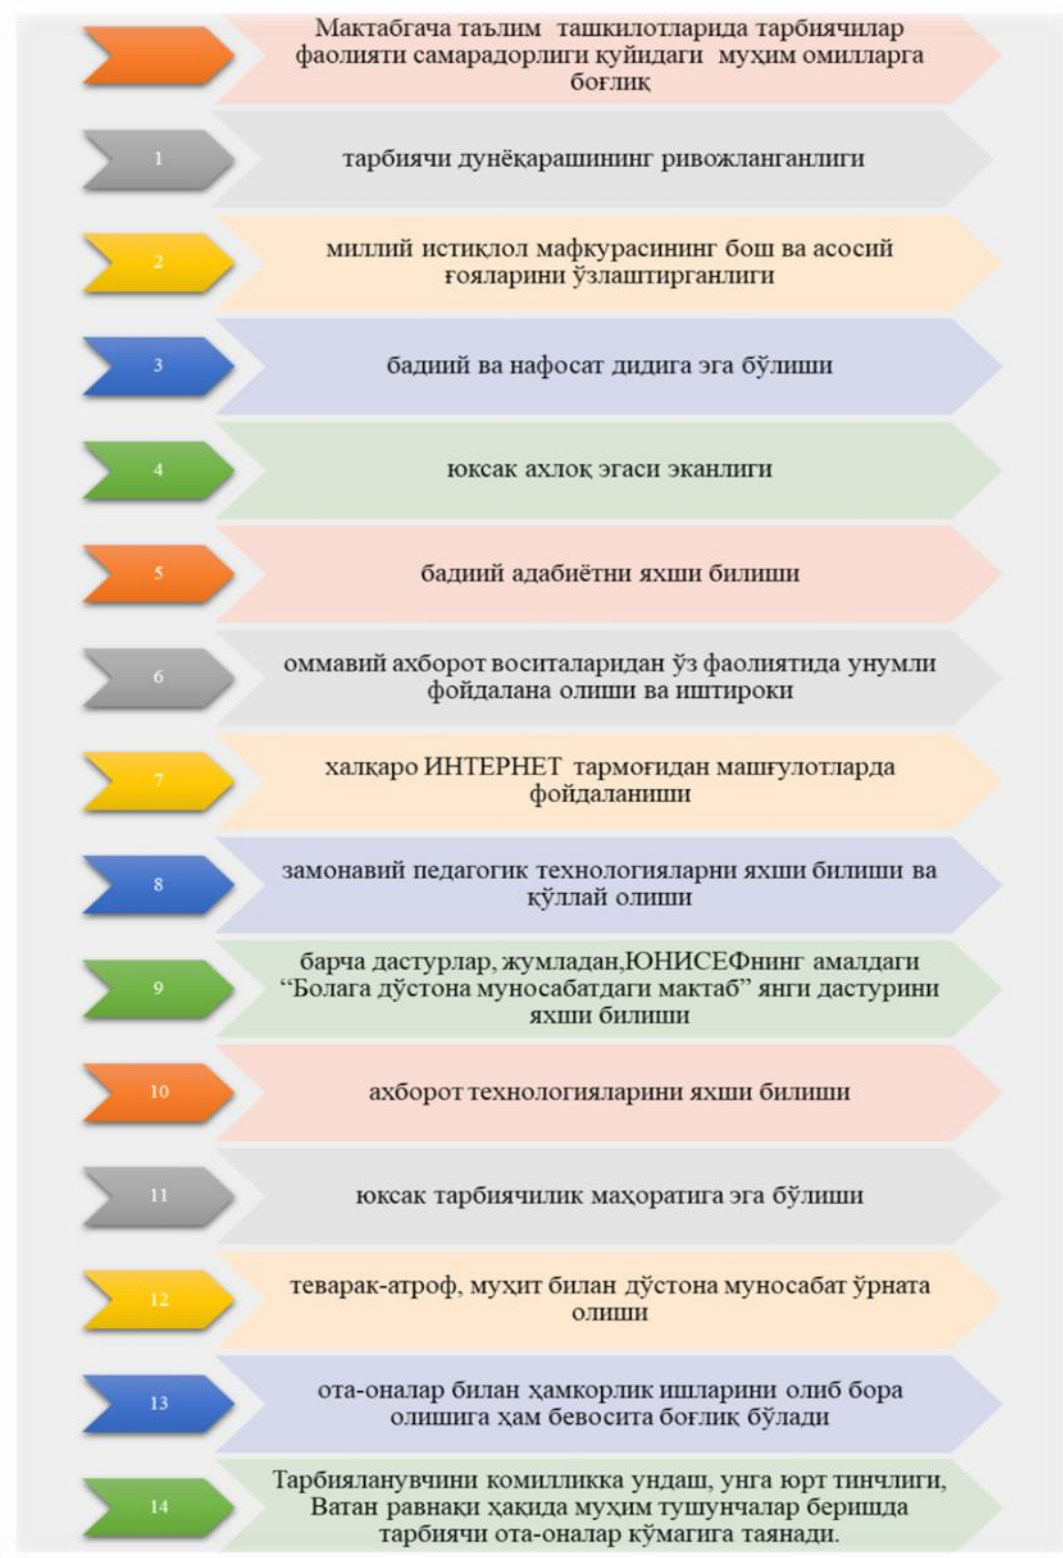 Мактабгача таълим ташкилотларида тарбиячилар
фаолияти самарадорлиги куйидаги муҳим омилларга
боғлиқ
1
тарбиячи дунёқарашининг ривожланганлиги
2
миллий истиқлол мафкурасининг бош ва асосий
ғояларини ўзлаштирганлиги
3
бадиий ва нафосат дидига эга бўлиши
4
юксак ахлоқ эгаси эканлиги
5
бадиий адабиётни яхши билиши
6
оммавий ахборот воситаларидан ўз фаолиятида унумли
фойдалана олиши ва иштироки
7
халқаро ИНТЕРНЕТ тармоғидан машғулотларда
фойдаланиши
8
замонавий педагогик технологияларни яхши билиши ва
қўллай олиши
9
барча дастурлар, жумладан,ЮНИСЕФнинг амалдаги
“Болага дўстона муносабатдаги мактаб” янги дастурини
яхши билиши
10
ахборот технологияларини яхши билиши
11
юксак тарбиячилик маҳоратига эга бўлиши
12
теварак-атроф, муҳит билан дўстона муносабат ўрната
олиши
13
ота-оналар билан ҳамкорлик ишларини олиб бора
олишига ҳам бевосита боғлиқ бўлади
14
Тарбияланувчини комилликка ундаш, унга юрт тинчлиги,
Ватан равнақи ҳақида муҳим тушунчалар беришда
тарбиячи ота-оналар кўмагига таянади.